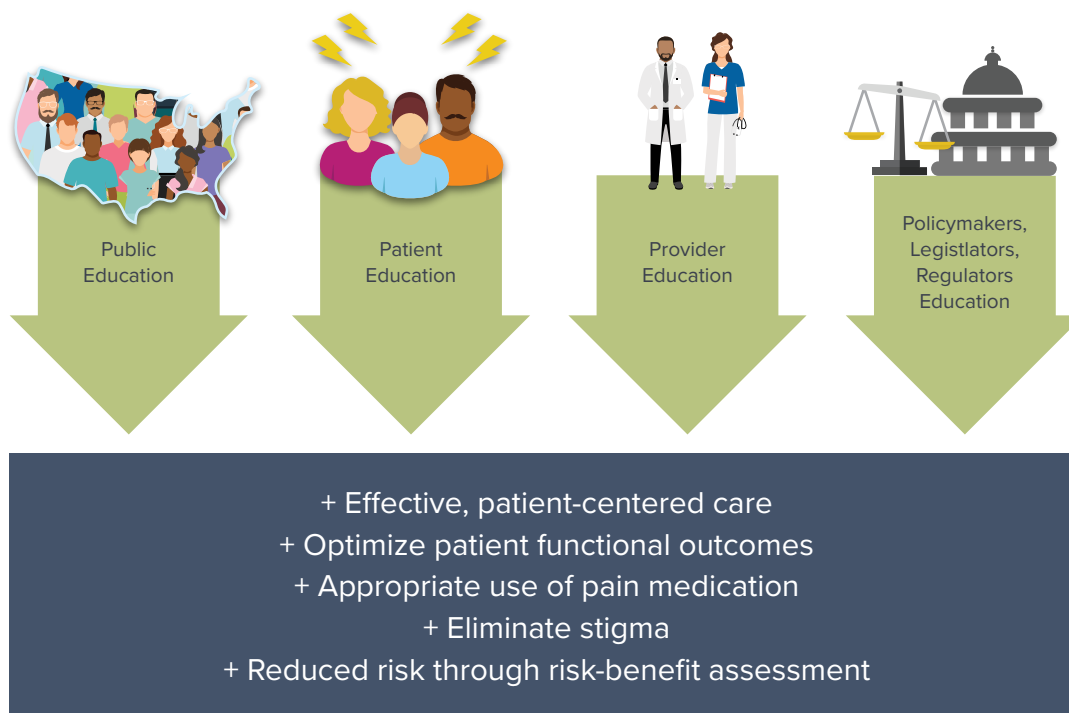 Public
Education
Patient
Education
Provider
Education
Policymakers,
Legistlators,
Regulators
Education
+ Effective, patient-centered care
+ Optimize patient functional outcomes
+ Appropriate use of pain medication
+ Eliminate stigma
+ Reduced risk through risk-benefit assessment